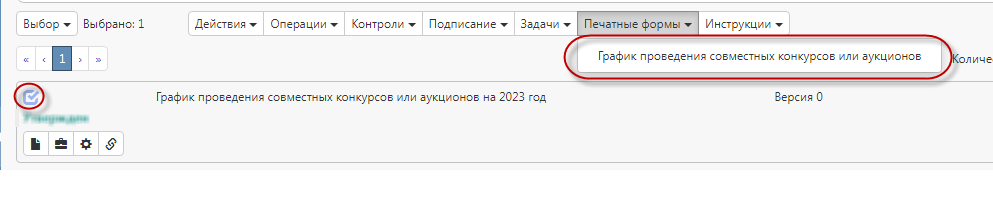 Выбор Выбрано: 1 Действия Операции Контроли Подписание Задачи Печатные формы Инструкции
« ‹ 1 › » График проведения совместных конкурсов или аукционов Количе
График проведения совместных конкурсов или аукционов на 2023 год Версия 0
Утвержден